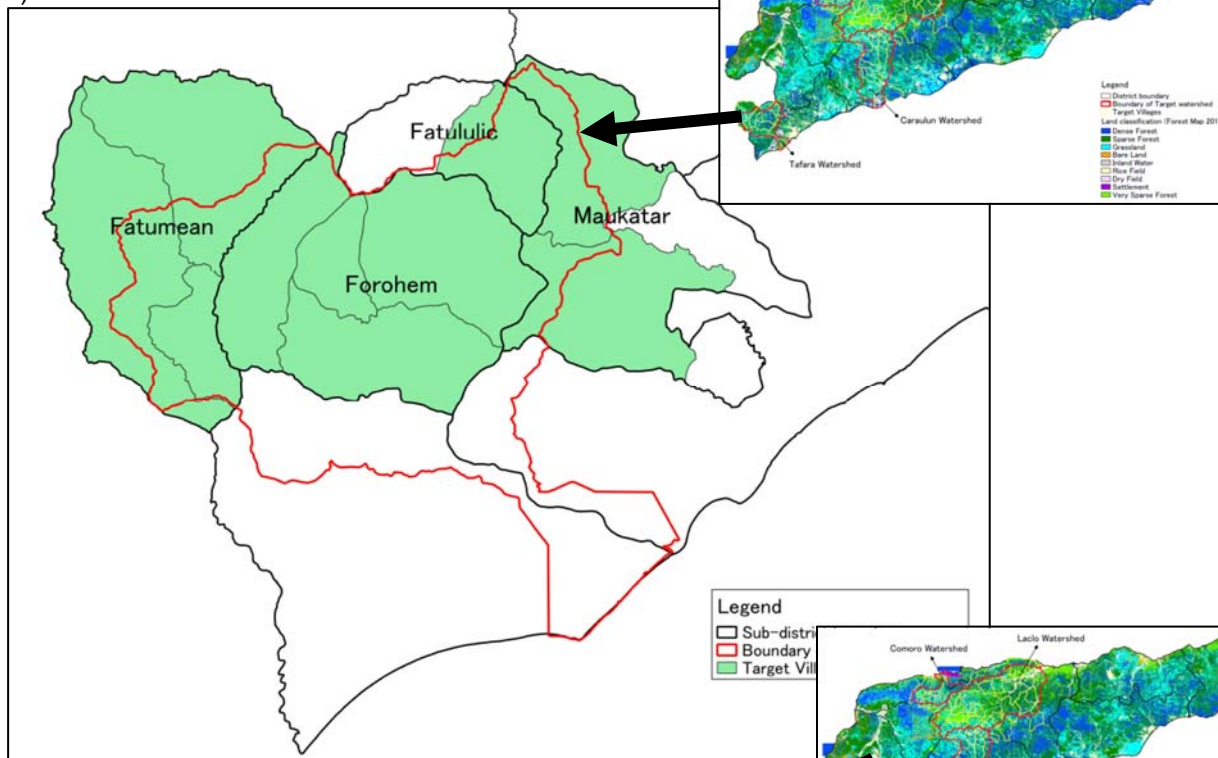 Fatululic
Maukatar
Fatumean
Forohem
Legend
Sub-distri
Boundary
Target Vill
Caraulun Watershed
Tafara Watershed
Legend
District boundary
Boundary of Target watershed
Target Villages
Land classification (Forest Map 201
Dense Forest
Sparse Forest
Grassland
Bare Land
Inland Water
Rice Field
Dry Field
Settlement
Very Sparse Forest
Comoro Watershed
Laclo Watershed